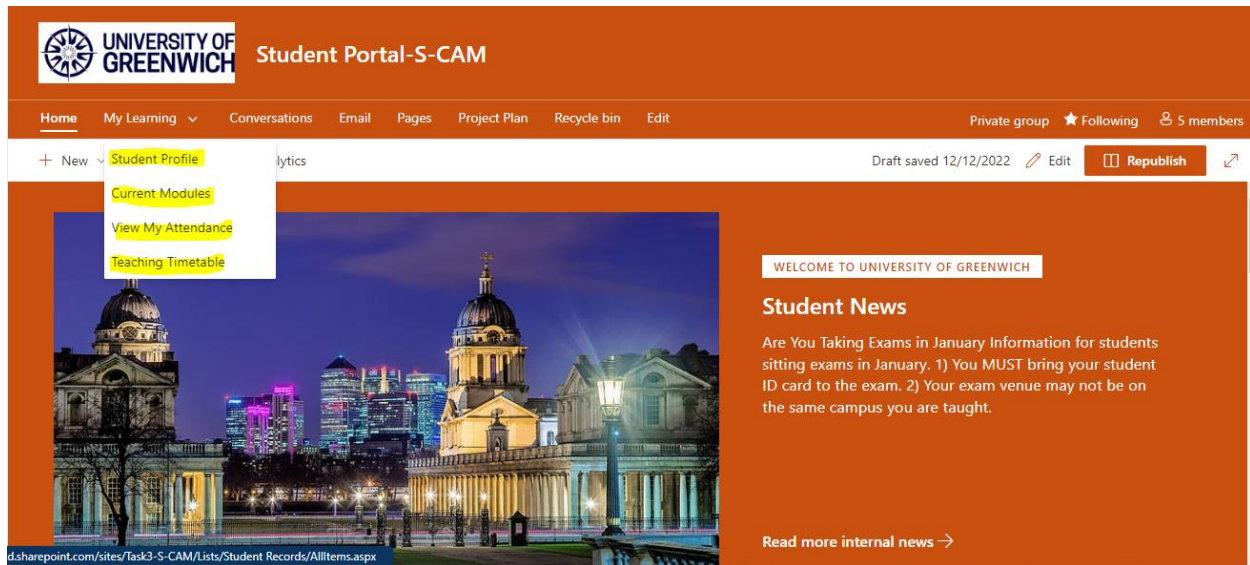 UNIVERSITY OF
GREENWICH
Student Portal-S-CAM
Home My Learning Conversations Email Pages Project Plan Recycle bin Edit
Private group Following 5 members
+ New
Draft saved 12/12/2022 Edit Republish
Student Profile
Current Modules
View My Attendance
Teaching Timetable
WELCOME TO UNIVERSITY OF GREENWICH
Student News
Are You Taking Exams in January Information for students
sitting exams in January. 1) You MUST bring your student
ID card to the exam. 2) Your exam venue may not be on
the same campus you are taught.
Read more internal news →
d.sharepoint.com/sites/Task3-S-CAM/Lists/Student Records/AllItems.aspx